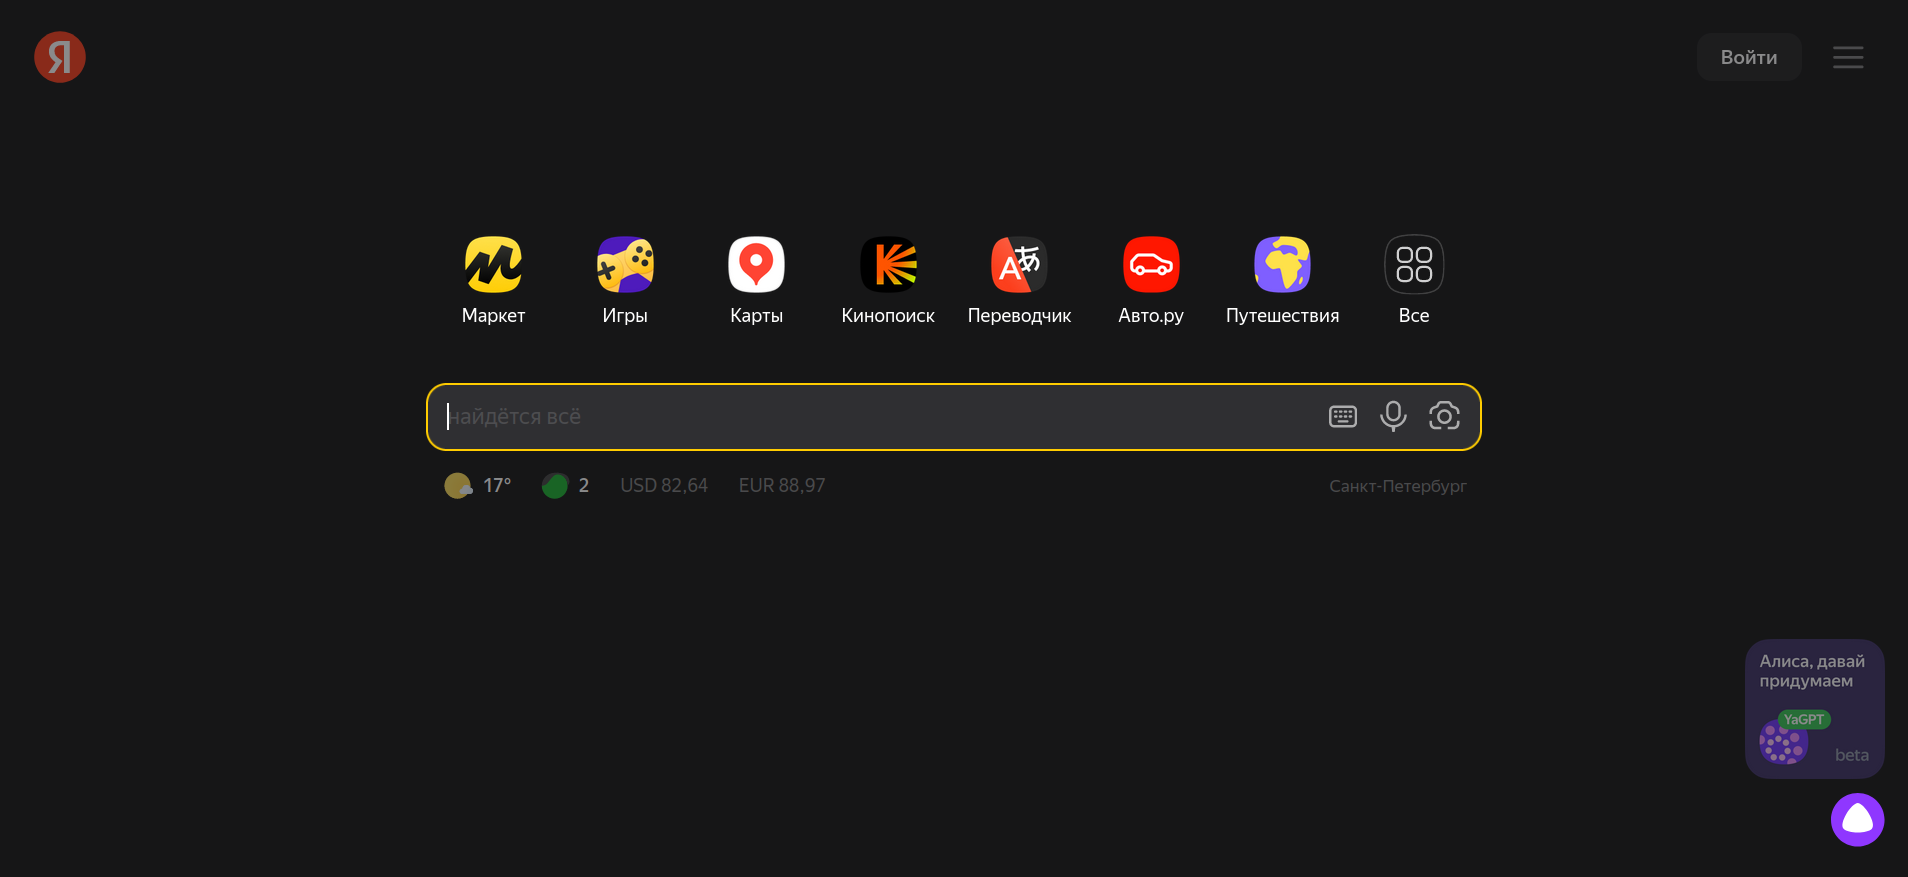 Я
Войти
Маркет
Игры
Карты
Кинопоиск
Переводчик
Авто.ру
Путешествия
Все
найдётся всё
17° 2 USD 82,64 EUR 88,97 Санкт-Петербург
Алиса, давай
придумаем
YaGPT
beta